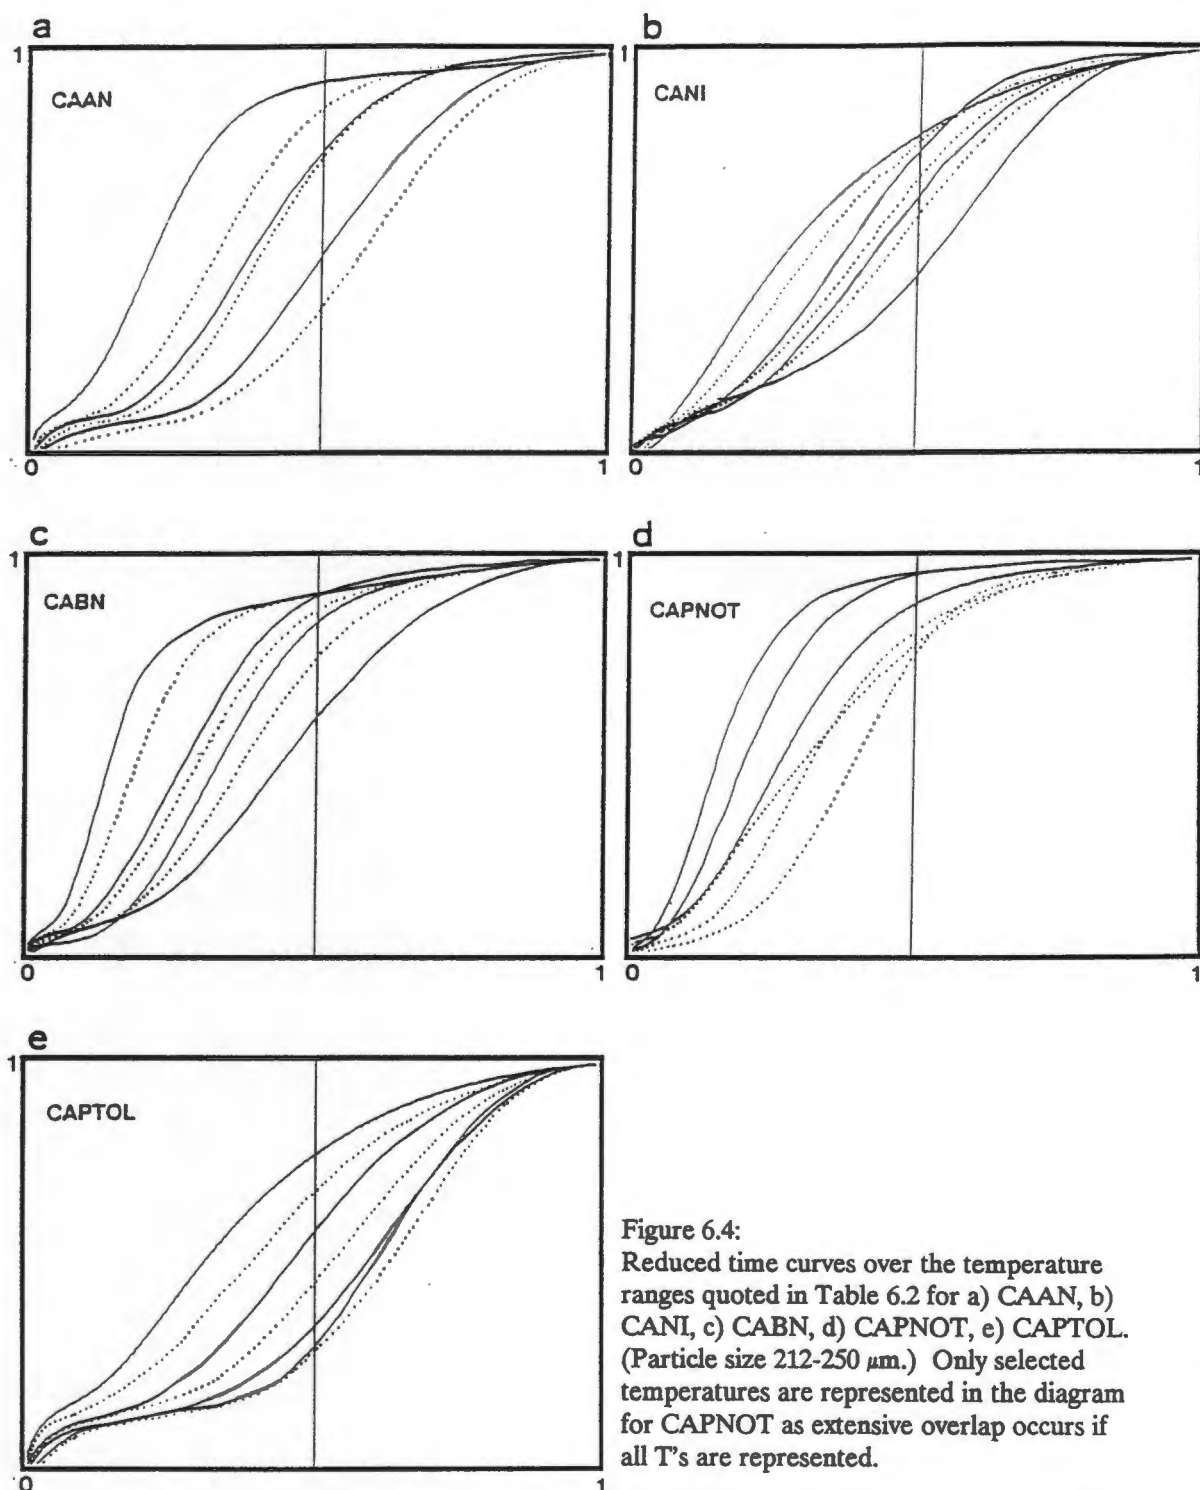 a
1
CAAN
0
1
b
1
CANI
0
1
c
1
CABN
0
1
d
1
CAPNOT
0
1
e
1
CAPTOL
0
1
Figure 6.4:
Reduced time curves over the temperature
ranges quoted in Table 6.2 for a) CAAN, b)
CANI, c) CABN, d) CAPNOT, e) CAPTOL.
(Particle size 212-250 μm.) Only selected
temperatures are represented in the diagram
for CAPNOT as extensive overlap occurs if
all T's are represented.